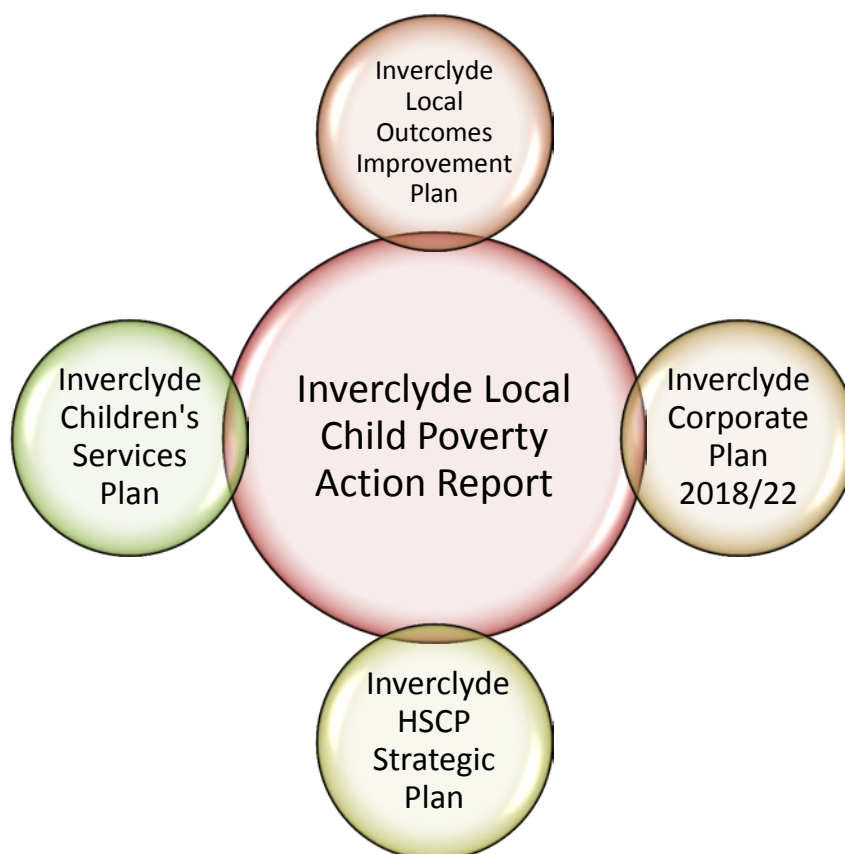 Inverclyde
Local
Outcomes
Improvement
Plan
Inverclyde
Children's
Services
Plan
Inverclyde Local
Child Poverty
Action Report
Inverclyde
Corporate
Plan
2018/22
Inverclyde
HSCP
Strategic
Plan